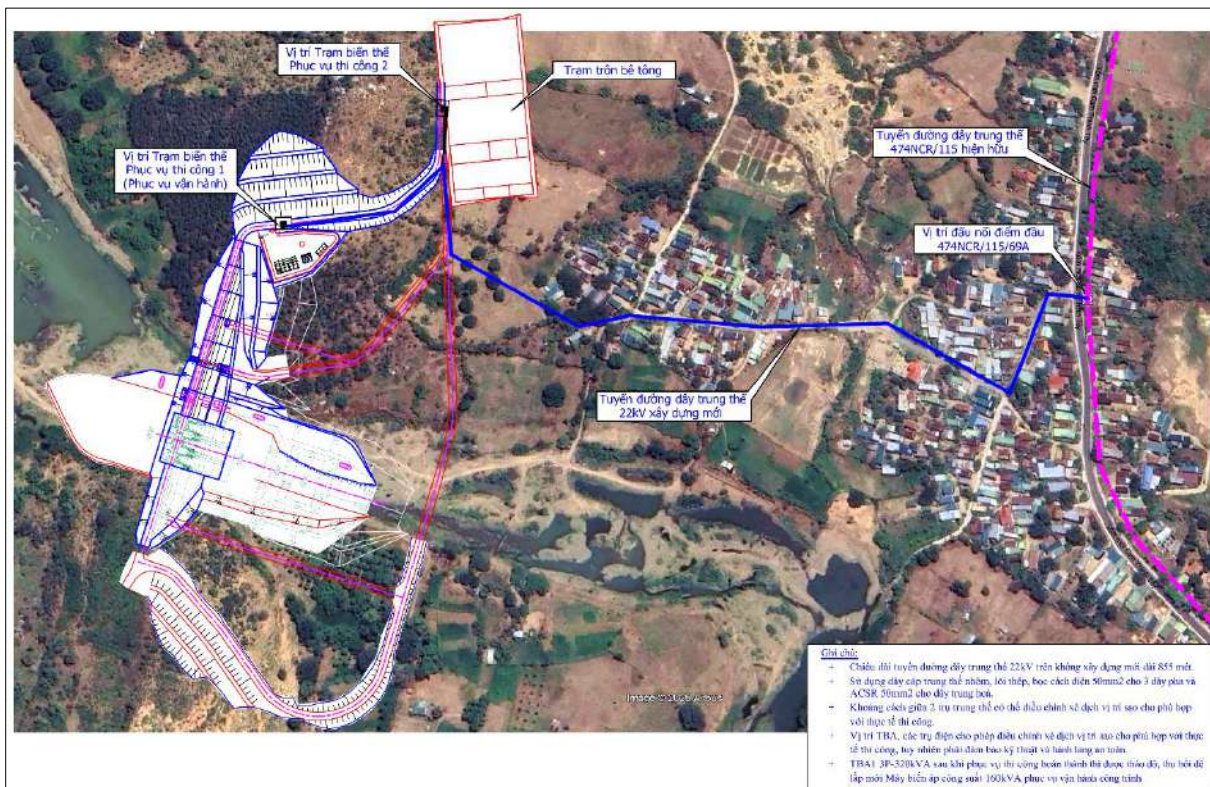 Vị trí Trạm biến thế
Phục vụ thi công 2
Trạm trộn bê tông
Tuyến đường dây trung thế
474NCR/115 hiện hữu
Vị trí Trạm biến thế
Phục vụ thi công 1
(Phục vụ vận hành)
Vị trí đấu nối điểm đầu
474NCR/115/69A
Tuyến đường dây trung thế
22kV xây dựng mới
Image © 2025 Airbus
Ghi chú:
+ Chiều dài tuyến đường dây trung thế 22kV trên không xây dựng mới dài 855 mét.
+ Sử dụng dây cáp trung thế nhôm, lõi thép, bọc cách điện 50mm2 cho 3 dây pha và
ACSR 50mm2 cho dây trung hoà.
- Khoảng cách giữa 2 trụ trung thế có thể điều chỉnh xê dịch vị trí sao cho phù hợp
với thực tế thi công.
+ Vị trí TBA, các trụ điện cho phép điều chỉnh xê dịch vị trí sao cho phù hợp với thực
tế thi công, tuy nhiên phải đảm bảo kỹ thuật và hành lang an toàn.
+ TBA1 3P-320kVA sau khi phục vụ thi công hoàn thành thì được tháo dỡ, thu hồi để
lắp mới Máy biến áp công suất 160kVA phục vụ vận hành công trình